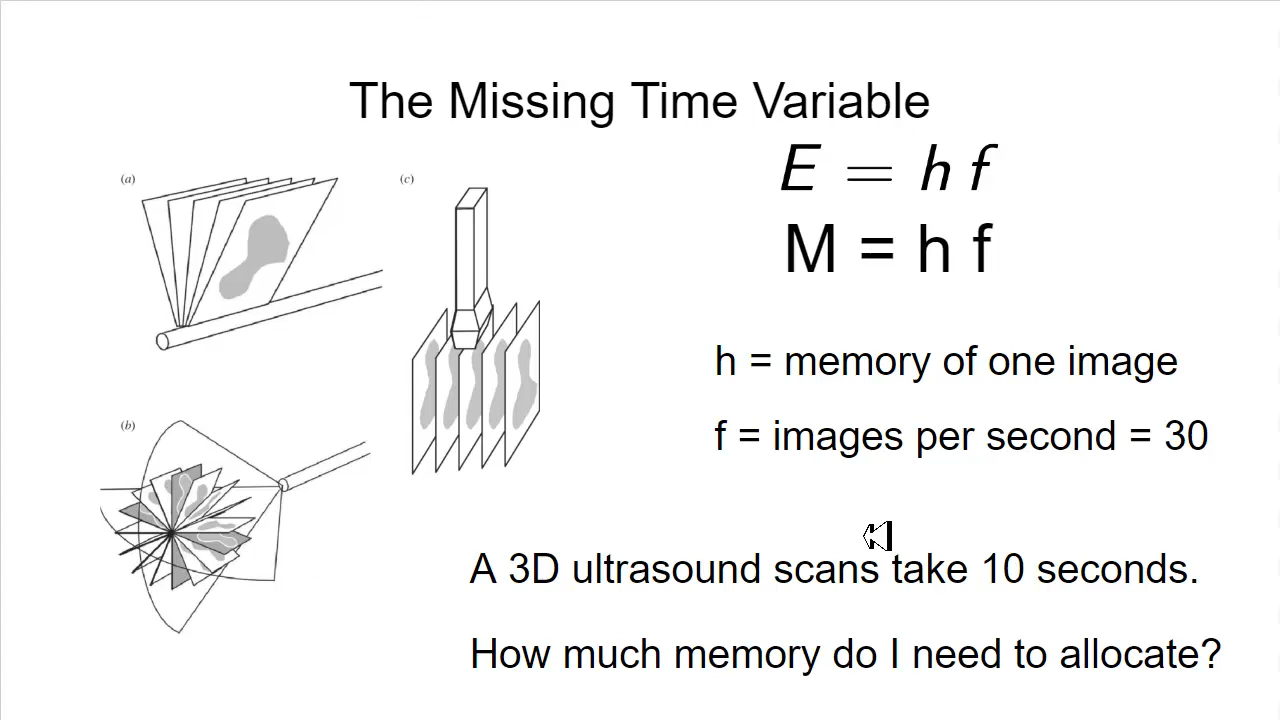 The Missing Time Variable
(a)
(c)
E = h f
M = h f
h = memory of one image
f = images per second = 30
(b)
A 3D ultrasound scans take 10 seconds.
How much memory do I need to allocate?